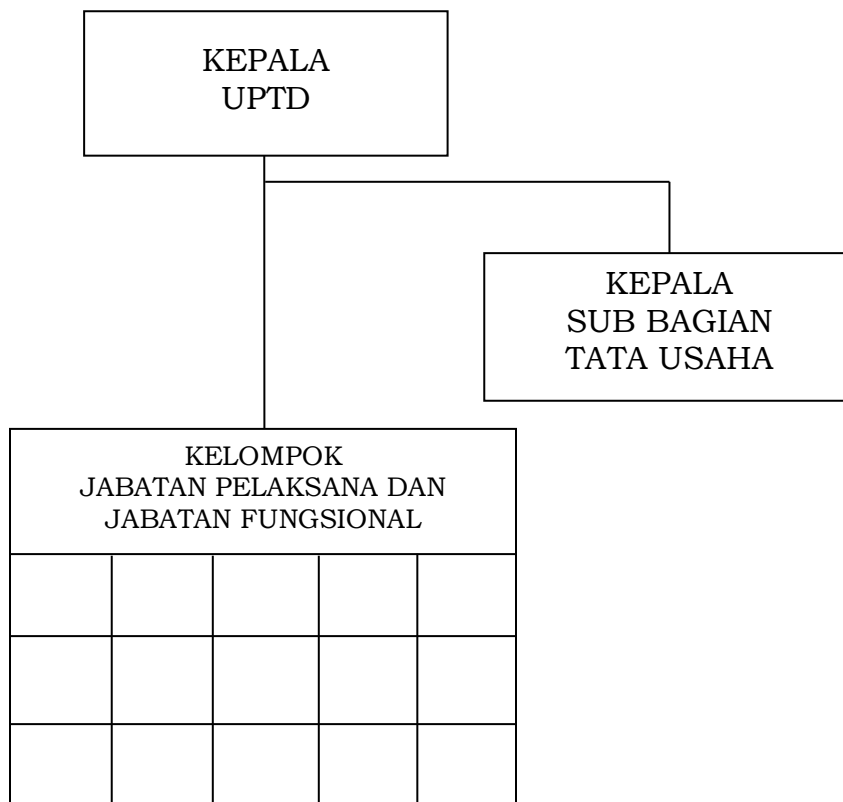 KEPALA
UPTD
KEPALA
SUB BAGIAN
TATA USAHA
KELOMPOK
JABATAN PELAKSANA DAN
JABATAN FUNGSIONAL